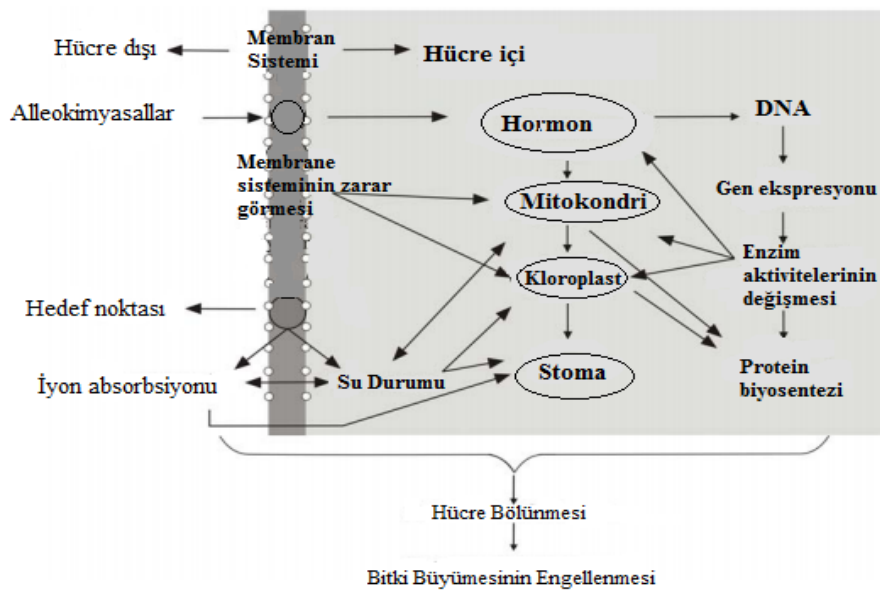 Hücre dışı
Membran
Sistemi
Hücre içi
Alleokimyasallar
Hormon
DNA
Membrane
sisteminin zarar
görmesi
Mitokondri
Gen ekspresyonu
Kloroplast
Enzim
aktivitelerinin
değişmesi
Hedef noktası
İyon absorbsiyonu
Su Durumu
Stoma
Protein
biyosentezi
Hücre Bölünmesi
Bitki Büyümesinin Engellenmesi